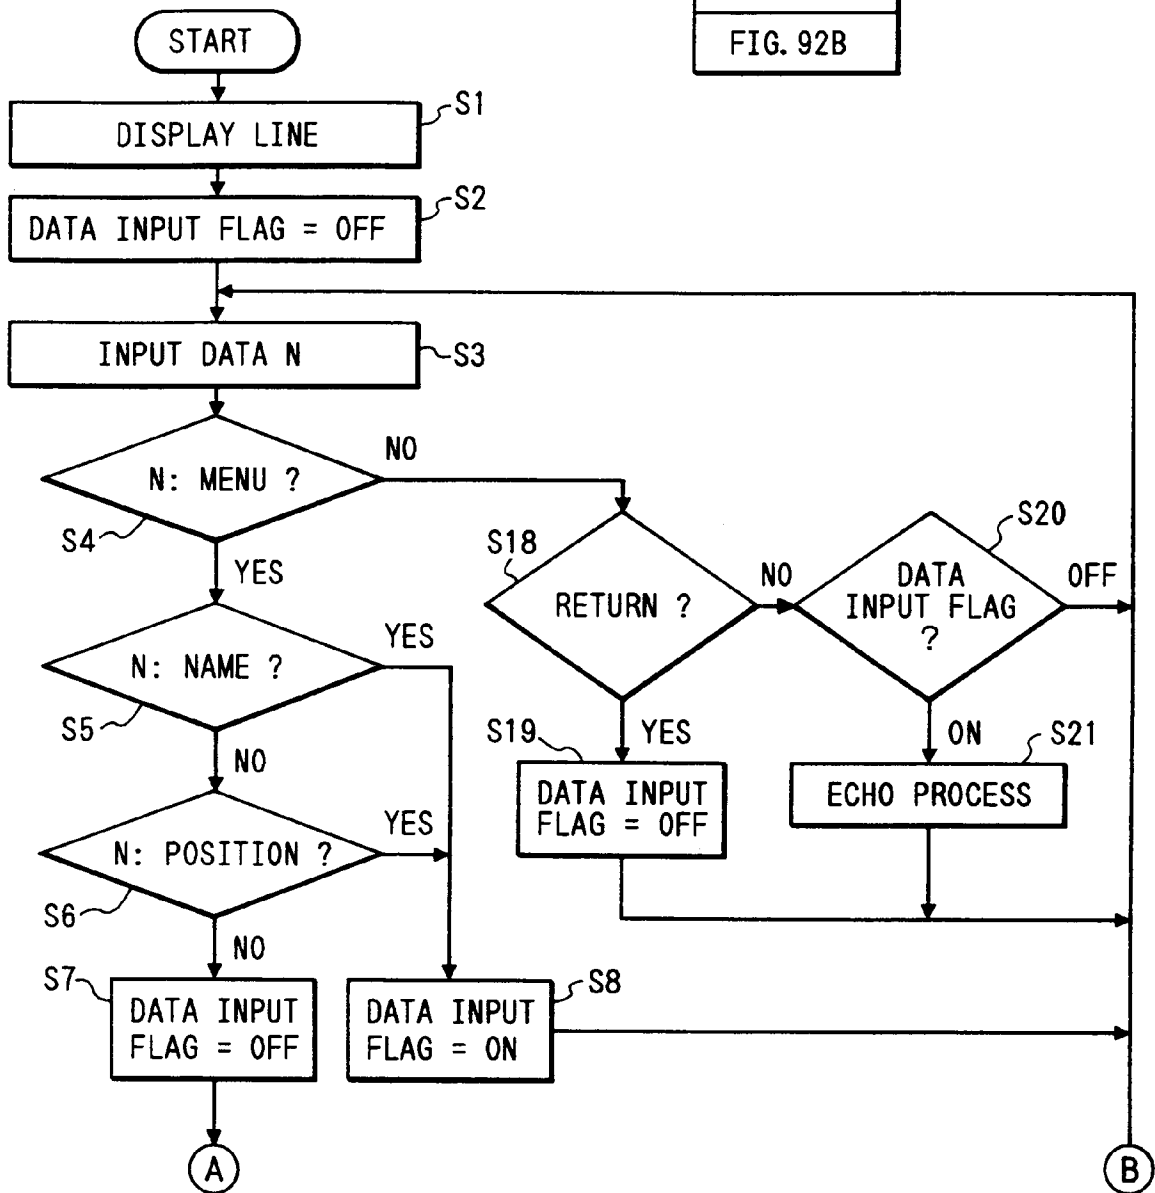 FIG. 92B
START
DISPLAY LINE
S1
DATA INPUT FLAG = OFF
S2
INPUT DATA N
S3
N: MENU ?
NO
S4
YES
S18
RETURN ?
NO
S20
DATA
INPUT FLAG
?
OFF
N: NAME ?
YES
S5
NO
S19
YES
DATA INPUT
FLAG = OFF
ON
S21
ECHO PROCESS
N: POSITION ?
YES
S6
NO
S7
DATA INPUT
FLAG = OFF
S8
DATA INPUT
FLAG = ON
A
B